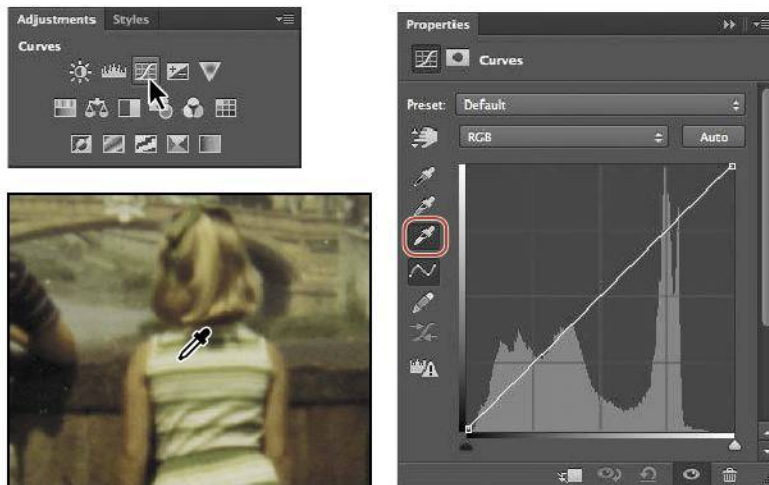 Adjustments Styles
Curves
Properties
Curves
Preset: Default
RGB Auto